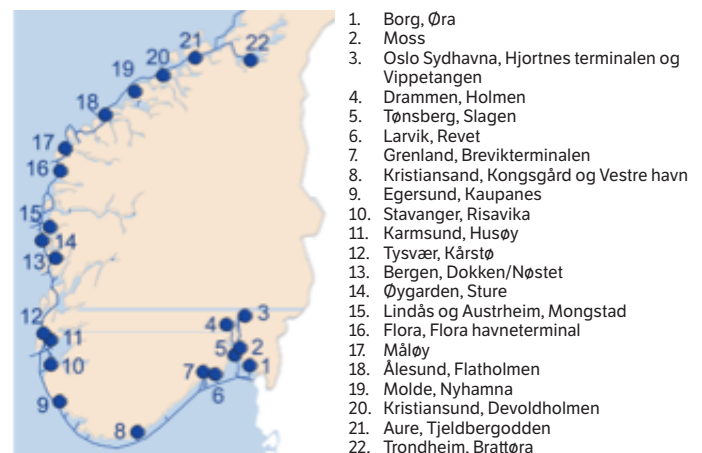 21
22
20
19
18
17
16
15
14
13
12
11
10
9
8
7
6
5
4
3
2
1
1. Borg, Øra
2. Moss
3. Oslo Sydhavna, Hjortnes terminalen og
Vippetangen
4. Drammen, Holmen
5. Tønsberg, Slagen
6. Larvik, Revet
7. Grenland, Brevikterminalen
8. Kristiansand, Kongsgård og Vestre havn
9. Egersund, Kaupanes
10. Stavanger, Risavika
11. Karmsund, Husøy
12. Tysvær, Kårstø
13. Bergen, Dokken/Nøstet
14. Øygarden, Sture
15. Lindås og Austrheim, Mongstad
16. Flora, Flora havneterminal
17. Måløy
18. Ålesund, Flatholmen
19. Molde, Nyhamna
20. Kristiansund, Devoldholmen
21. Aure, Tjeldbergodden
22. Trondheim, Brattøra